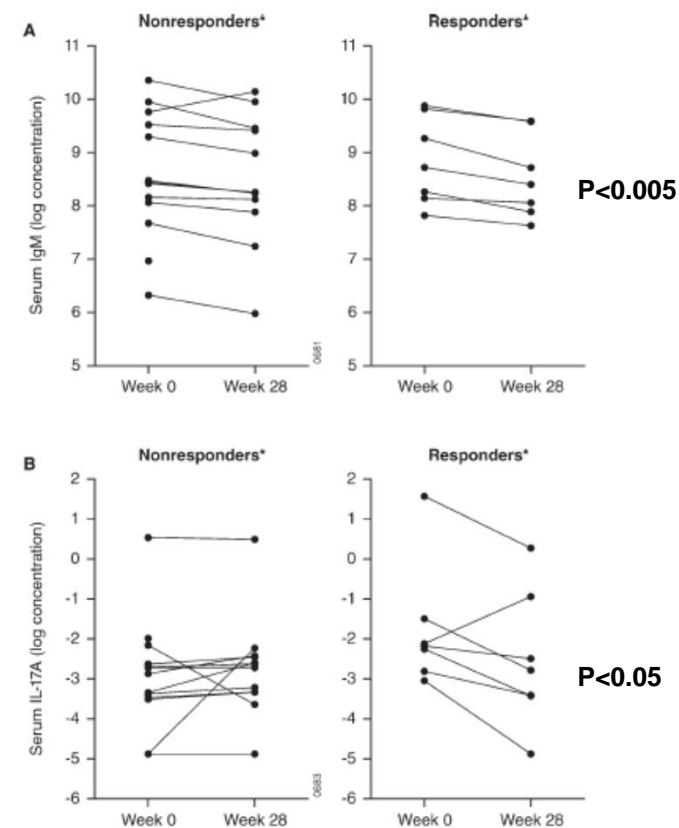 A
Nonresponders*
Responders*
Serum IgM (log concentration)
11
10
9
8
7
6
5
11
10
9
8
7
6
5
P<0.005
Week 0 Week 28
0681
Week 0 Week 28
B
Nonresponders*
Responders*
Serum IL-17A (log concentration)
2
1
0
-1
-2
-3
-4
-5
-6
2
1
0
-1
-2
-3
-4
-5
-6
P<0.05
Week 0 Week 28
0683
Week 0 Week 28